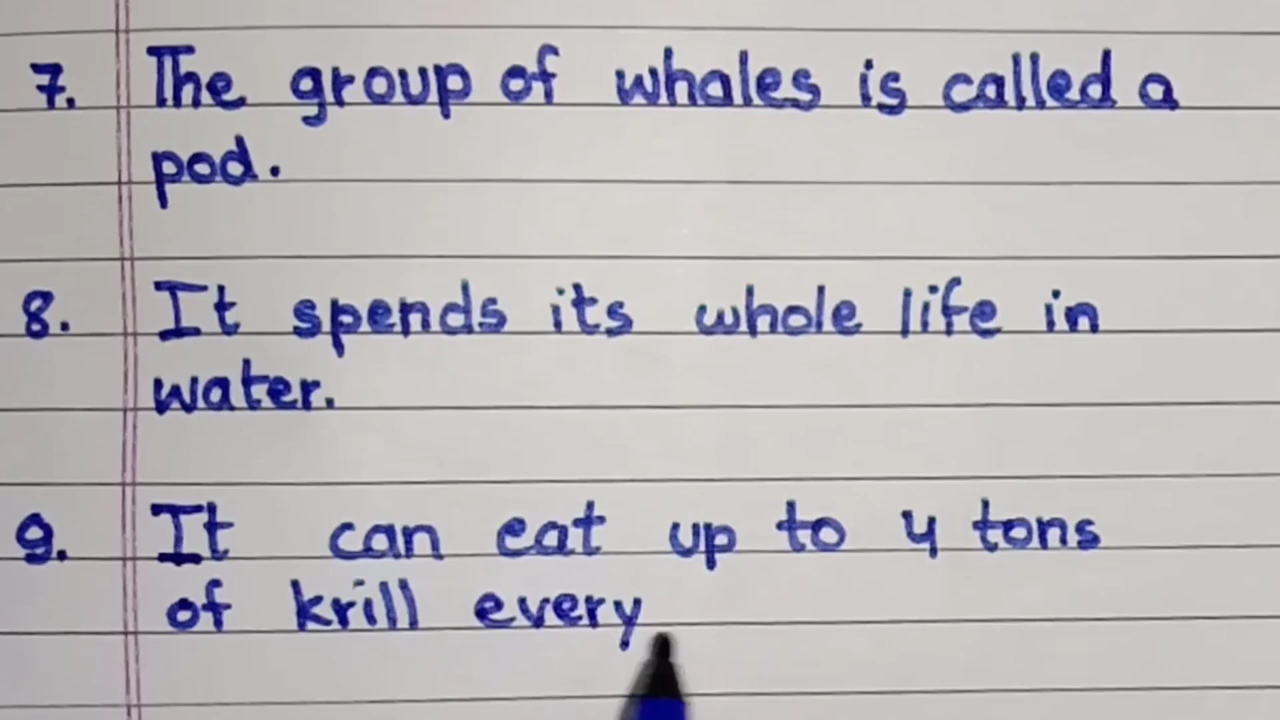 7. The group of whales is called a
pod.
8. It spends its whole life in
water.
9. It can eat up to 4 tons
of krill every